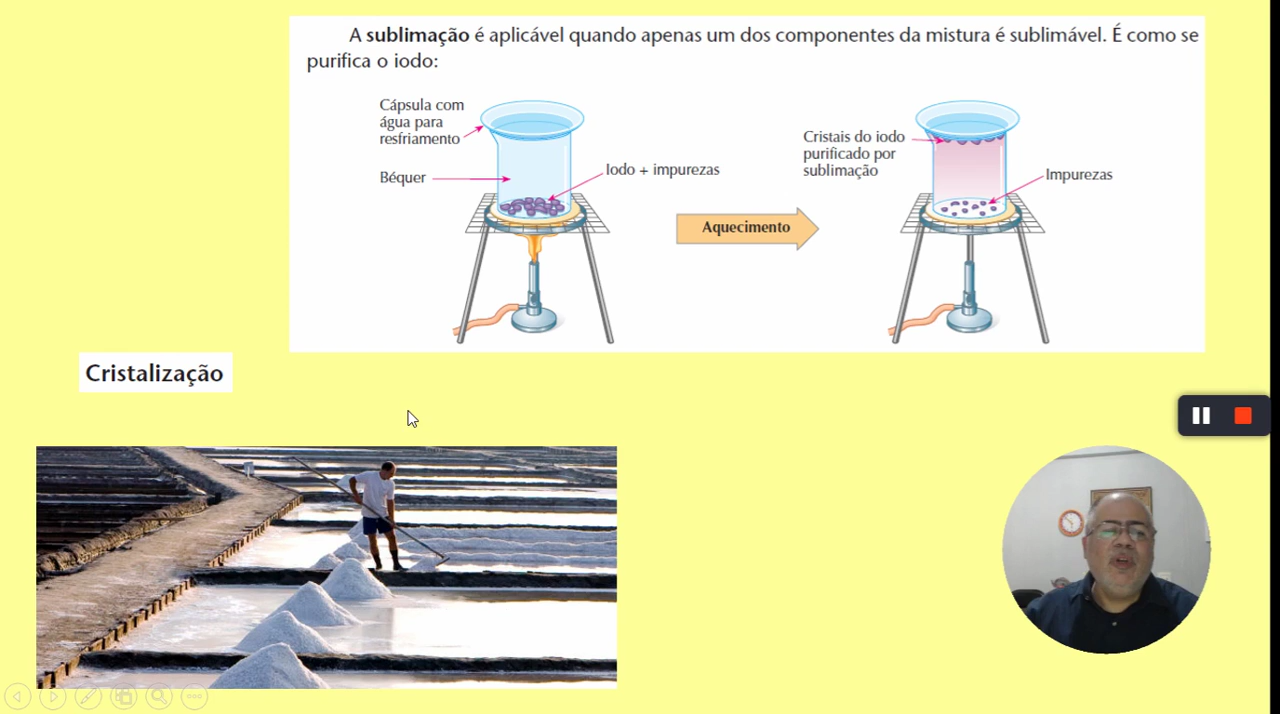 A sublimação é aplicável quando apenas um dos componentes da mistura é sublimável. É como se
purifica o iodo:
Cápsula com
água para
resfriamento
Béquer
Iodo + impurezas
Aquecimento
Cristais do iodo
purificado por
sublimação
Impurezas
Cristalização